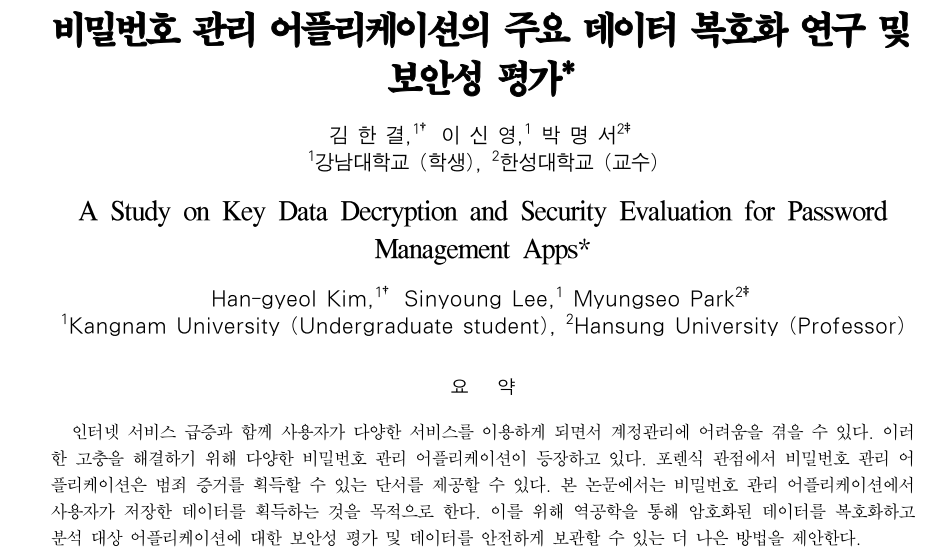 비밀번호 관리 어플리케이션의 주요 데이터 복호화 연구 및
보안성 평가*
김 한 결,1† 이 신 영,1 박 명 서2‡
1강남대학교 (학생), 2한성대학교 (교수)
A Study on Key Data Decryption and Security Evaluation for Password
Management Apps*
Han-gyeol Kim,1† Sinyoung Lee,1 Myungseo Park2‡
1Kangnam University (Undergraduate student), 2Hansung University (Professor)
요 약
인터넷 서비스 급증과 함께 사용자가 다양한 서비스를 이용하게 되면서 계정관리에 어려움을 겪을 수 있다. 이러
한 고충을 해결하기 위해 다양한 비밀번호 관리 어플리케이션이 등장하고 있다. 포렌식 관점에서 비밀번호 관리 어
플리케이션은 범죄 증거를 획득할 수 있는 단서를 제공할 수 있다. 본 논문에서는 비밀번호 관리 어플리케이션에서
사용자가 저장한 데이터를 획득하는 것을 목적으로 한다. 이를 위해 역공학을 통해 암호화된 데이터를 복호화하고
분석 대상 어플리케이션에 대한 보안성 평가 및 데이터를 안전하게 보관할 수 있는 더 나은 방법을 제안한다.